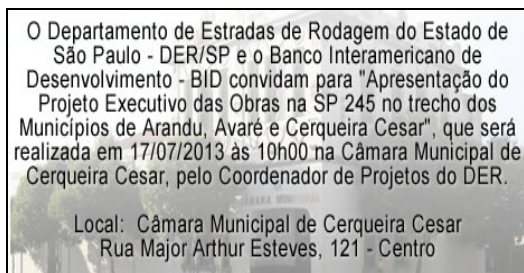 O Departamento de Estradas de Rodagem do Estado de
São Paulo - DER/SP e o Banco Interamericano de
Desenvolvimento - BID convidam para "Apresentação do
Projeto Executivo das Obras na SP 245 no trecho dos
Municípios de Arandu, Avaré e Cerqueira Cesar", que será
realizada em 17/07/2013 às 10h00 na Câmara Municipal de
Cerqueira Cesar, pelo Coordenador de Projetos do DER.
Local: Câmara Municipal de Cerqueira Cesar
Rua Major Arthur Esteves, 121 - Centro